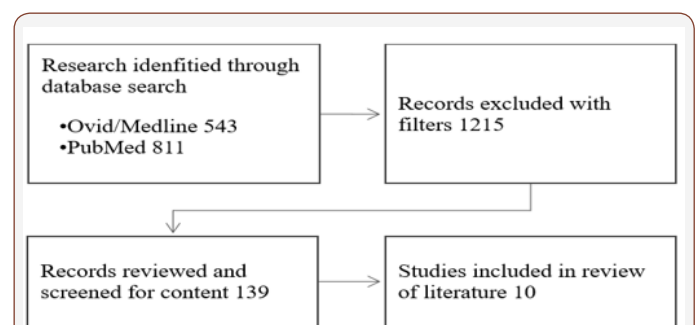 Research idenfitied through
database search
•Ovid/Medline 543
•PubMed 811
Records excluded with
filters 1215
Records reviewed and
screened for content 139
Studies included in review
of literature 10